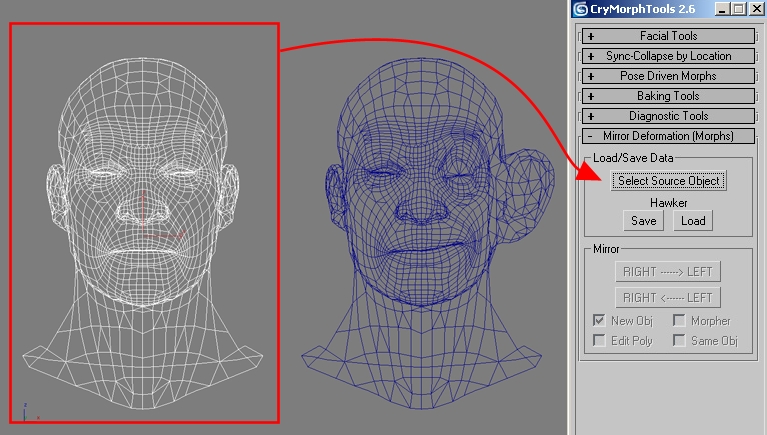 CryMorphTools 2.6
+ Facial Tools
+ Sync-Collapse by Location
+ Pose Driven Morphs
+ Baking Tools
+ Diagnostic Tools
- Mirror Deformation (Morphs)
Load/Save Data
Select Source Object
Hawker
Save Load
Mirror
RIGHT ------> LEFT
RIGHT <------ LEFT
New Obj Morpher
Edit Poly Same Obj
z
x